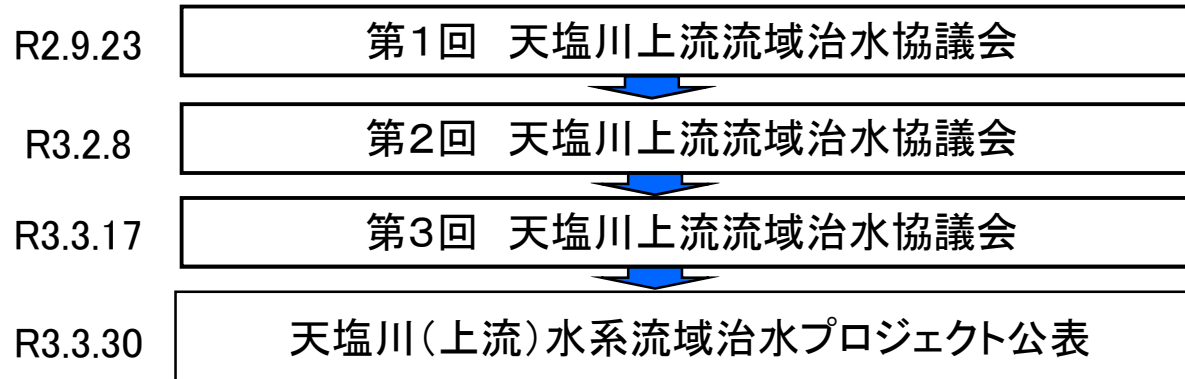 R2.9.23 第1回 天塩川上流流域治水協議会
R3.2.8 第2回 天塩川上流流域治水協議会
R3.3.17 第3回 天塩川上流流域治水協議会
R3.3.30 天塩川(上流)水系流域治水プロジェクト公表